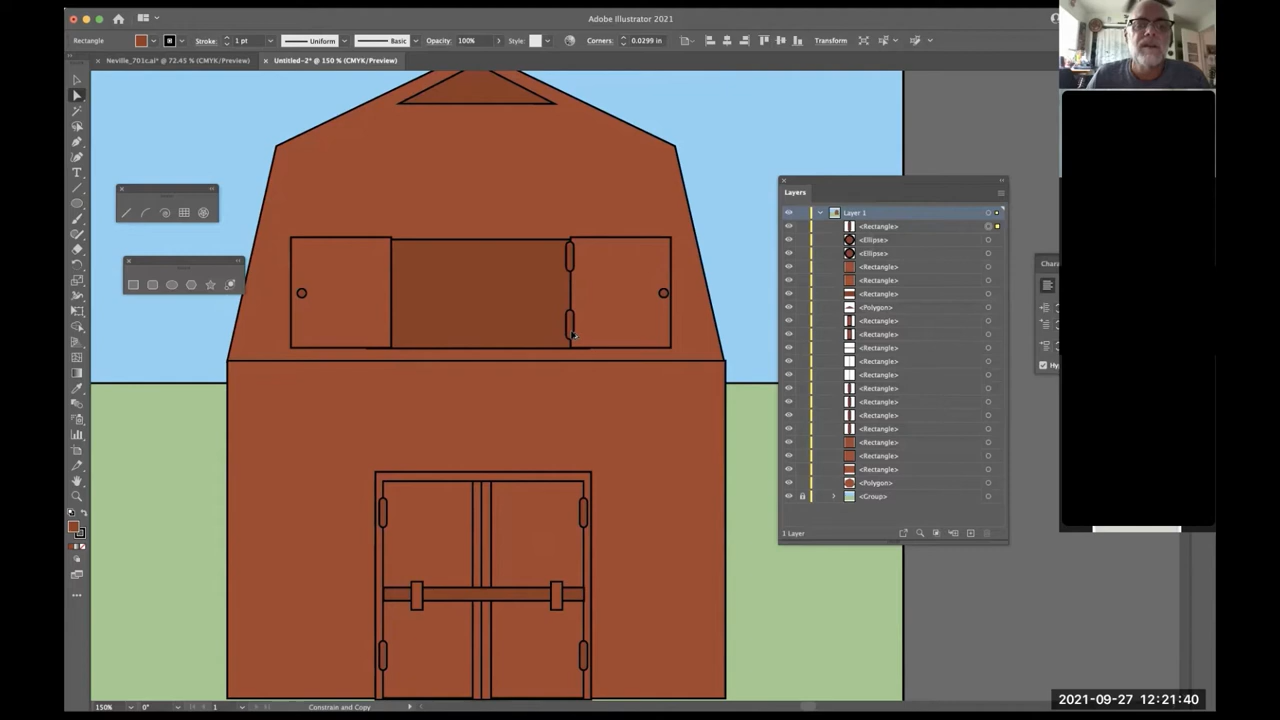 Adobe Illustrator 2021
Rectangle
Stroke:
1 pt
Uniform
Basic
Opacity:
100%
Style:
Corners:
0.0299 in
Transform
Neville_701c.ai* @ 72.45 % (CMYK/Preview)
Untitled-2* @ 150 % (CMYK/Preview)
Layers
Layer 1
<Rectangle>
<Ellipse>
<Ellipse>
<Rectangle>
<Rectangle>
<Rectangle>
<Polygon>
<Rectangle>
<Rectangle>
<Rectangle>
<Rectangle>
<Rectangle>
<Rectangle>
<Rectangle>
<Rectangle>
<Rectangle>
<Rectangle>
<Rectangle>
<Rectangle>
<Polygon>
<Group>
1 Layer
Chara
Hy
150%
0°
1
Constrain and Copy
2021-09-27 12:21:40